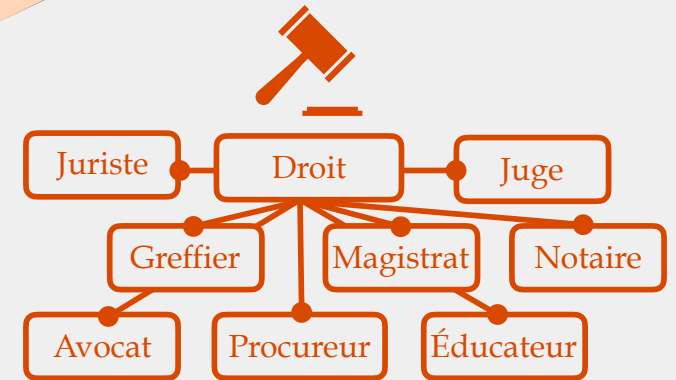 Juriste
Droit
Juge
Greffier
Magistrat
Notaire
Avocat
Procureur
Éducateur